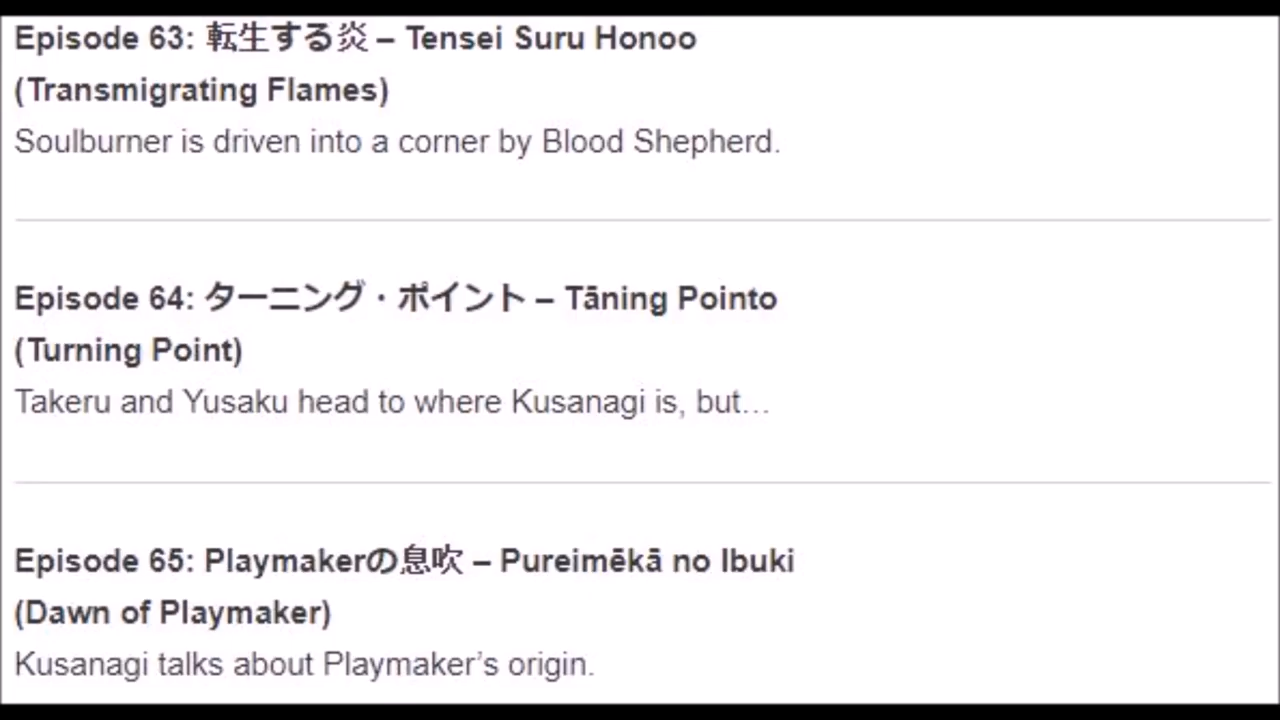 Episode 63: 転生する炎 – Tensei Suru Honoo
(Transmigrating Flames)
Soulburner is driven into a corner by Blood Shepherd.
Episode 64: ターニング・ポイント – Tāning Pointo
(Turning Point)
Takeru and Yusaku head to where Kusanagi is, but…
Episode 65: Playmakerの息吹 – Pureimēkā no Ibuki
(Dawn of Playmaker)
Kusanagi talks about Playmaker’s origin.